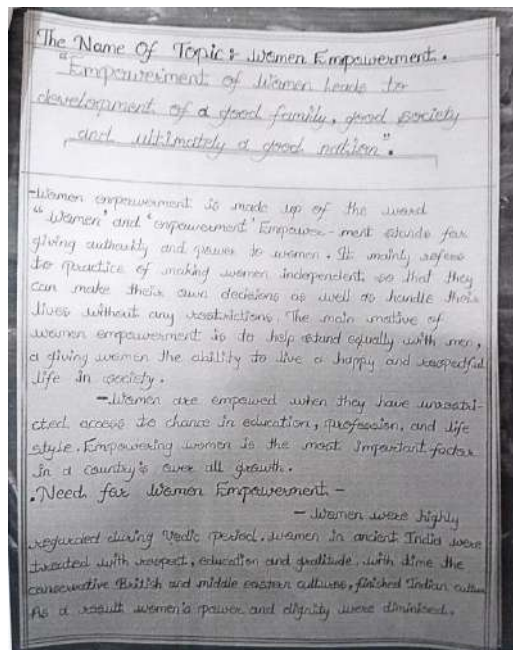 The Name Of Topic : Women Empowerment.
"Empowerment of Women Leads to
development of a good family, good society
and ultimately a good nation".
-Women empowerment is made up of the word
"Women' and 'empowerment' Empower-ment stands for
giving authority and power to women. It mainly refers
to practice of making women independent, so that they
can make their own decisions as well as handle their
lives without any restrictions. The main motive of
women empowerment is to help stand equally with men,
a giving women the ability to live a happy and respectful
life in society.
-Women are empowed when they have unrestri-
cted access to chance in education, profession, and life
style. Empowering women is the most important factor
in a country's over all growth.
. Need for Women Empowerment -
- Women were highly
regarded during Vedic period. women in ancient India were
treated with respect, education and gratitude, with time the
conservative British and middle eastern cultures, finished Indian culture
As a result women's power and dignity were diminised.